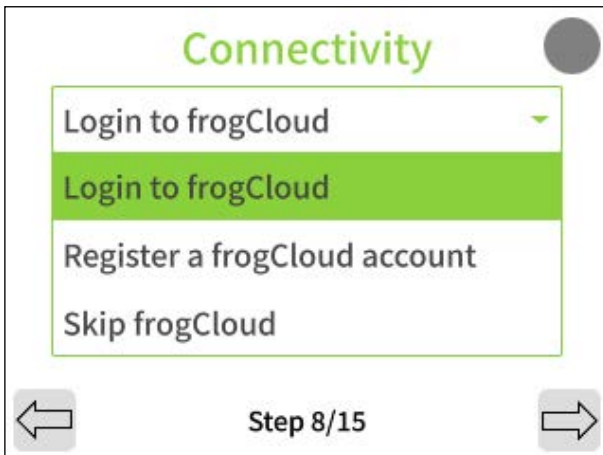 Connectivity
Login to frogCloud
Login to frogCloud
Register a frogCloud account
Skip frogCloud
Step 8/15